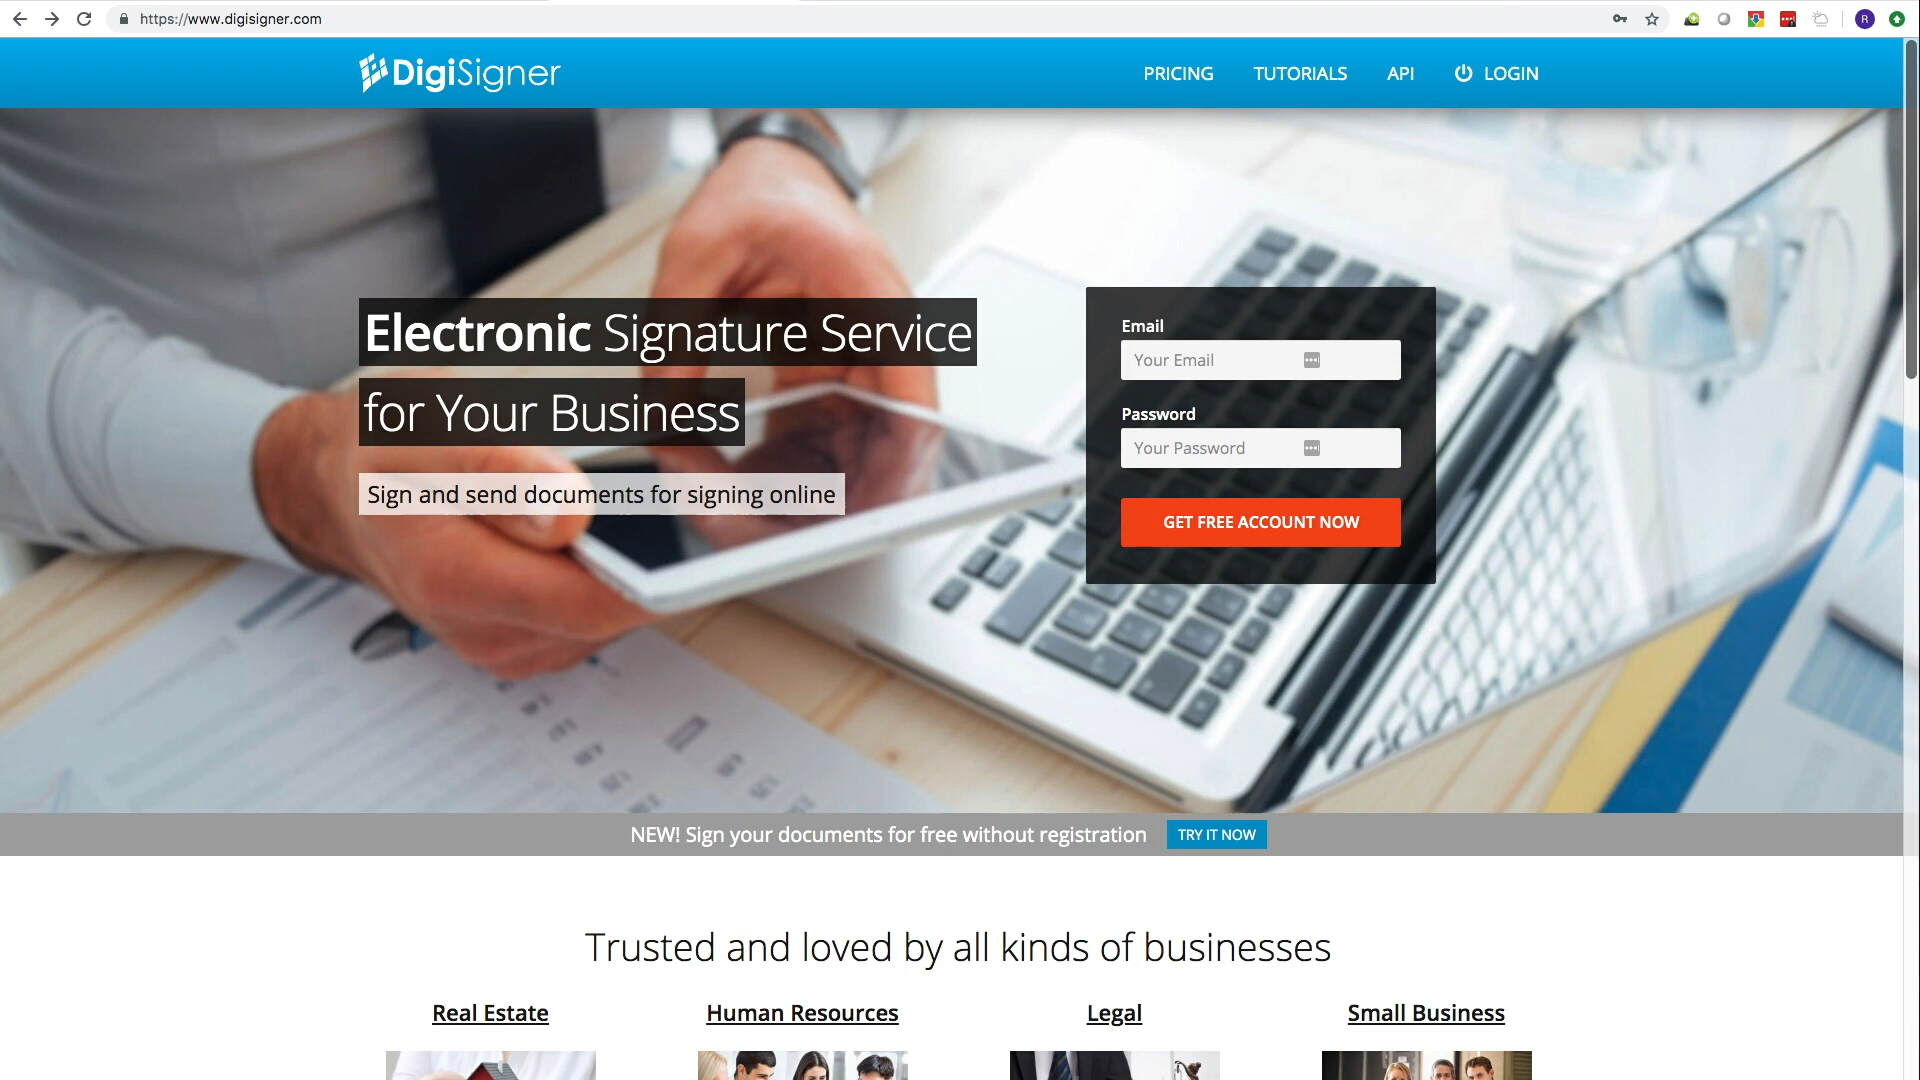 https://www.digisigner.com
R
DigiSigner
PRICING
TUTORIALS
API
LOGIN
Electronic Signature Service
for Your Business
Sign and send documents for signing online
Email
Your Email
Password
Your Password
GET FREE ACCOUNT NOW
NEW! Sign your documents for free without registration
TRY IT NOW
Trusted and loved by all kinds of businesses
Real Estate
Human Resources
Legal
Small Business